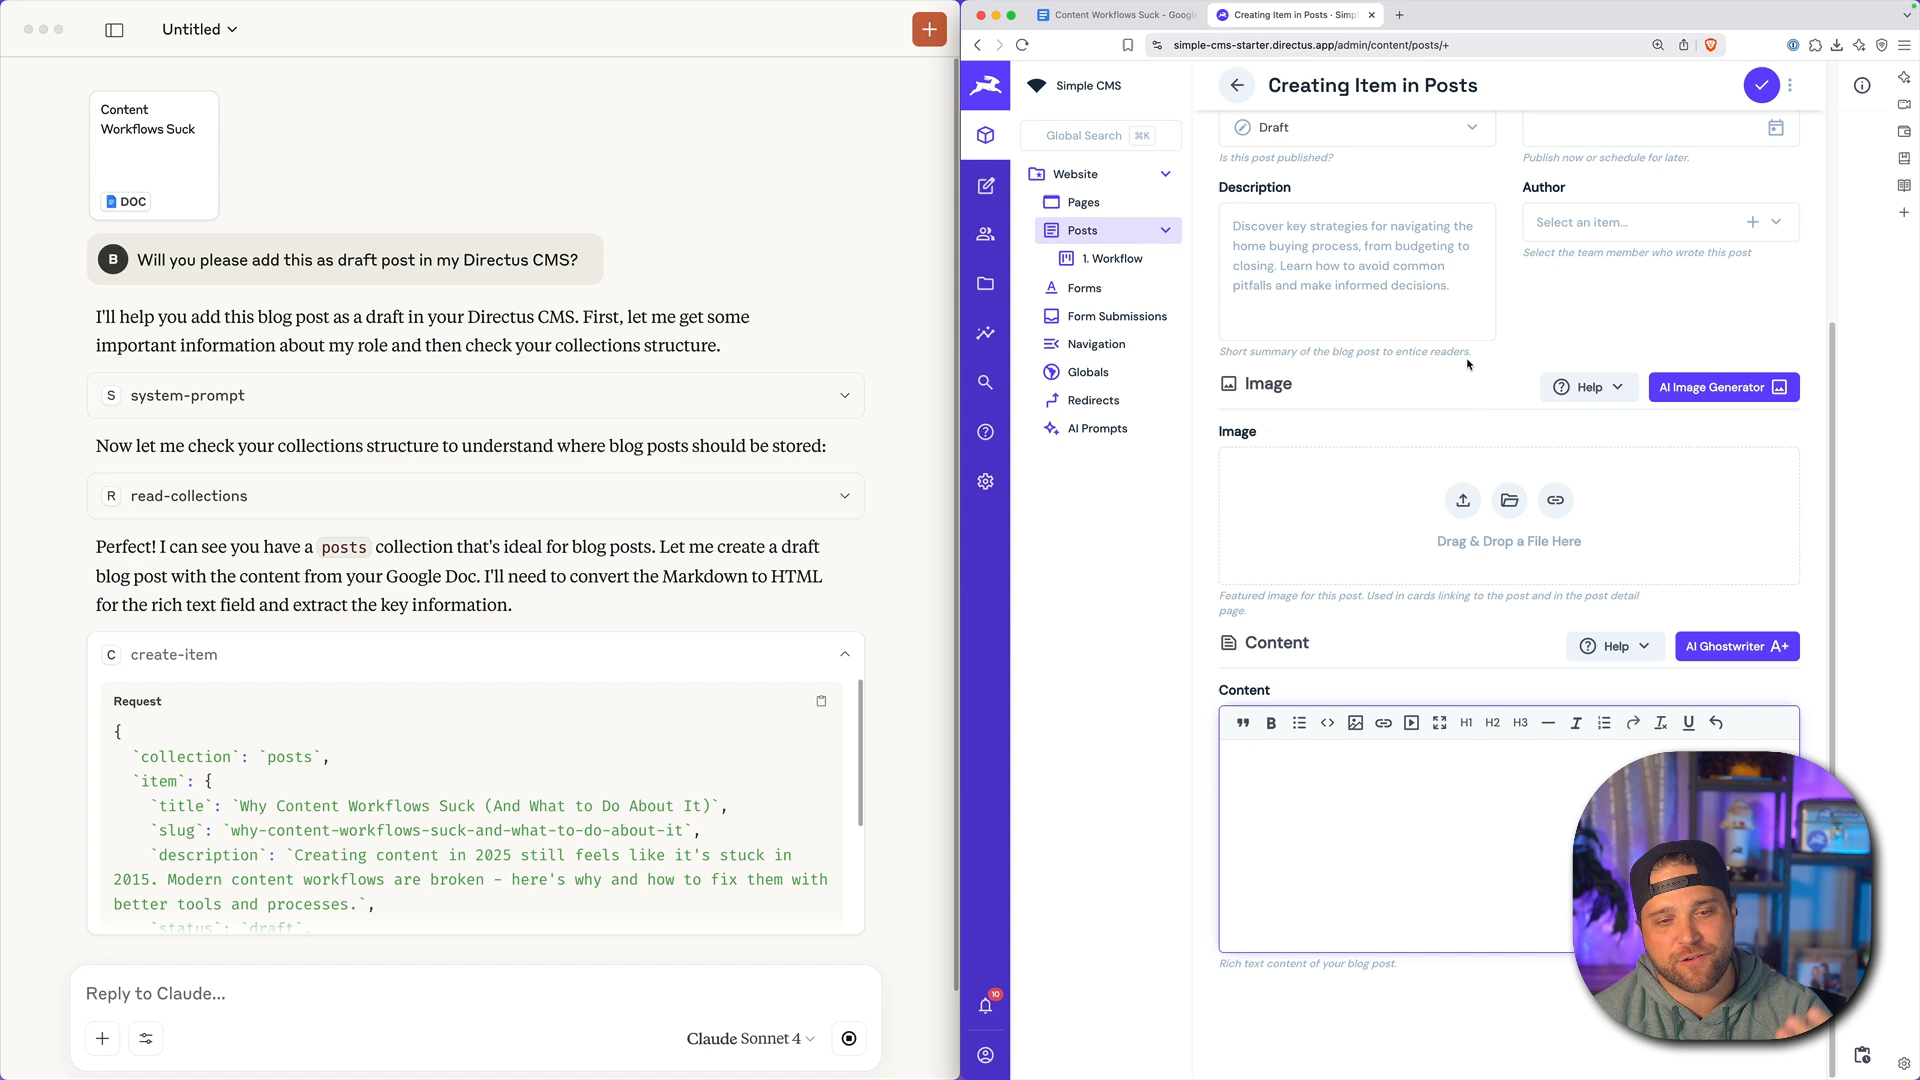 Untitled
Content
Workflows Suck
DOC
B
Will you please add this as draft post in my Directus CMS?
I'll help you add this blog post as a draft in your Directus CMS. First, let me get some
important information about my role and then check your collections structure.
S system-prompt
Now let me check your collections structure to understand where blog posts should be stored:
R read-collections
Perfect! I can see you have a posts collection that's ideal for blog posts. Let me create a draft
blog post with the content from your Google Doc. I'll need to convert the Markdown to HTML
for the rich text field and extract the key information.
C create-item
Request
{
`collection`: `posts`,
`item`: {
`title`: `Why Content Workflows Suck (And What to Do About It)`,
`slug`: `why-content-workflows-suck-and-what-to-do-about-it`,
`description`: `Creating content in 2025 still feels like it's stuck in
2015. Modern content workflows are broken - here's why and how to fix them with
better tools and processes.`,
`status`: `draft`,
Reply to Claude...
Claude Sonnet 4
Content Workflows Suck - Google
Creating Item in Posts · Simp
simple-cms-starter.directus.app/admin/content/posts/+
Simple CMS
Global Search ⌘K
Website
Pages
Posts
1. Workflow
Forms
Form Submissions
Navigation
Globals
Redirects
AI Prompts
10
Creating Item in Posts
Draft
Is this post published?
Publish now or schedule for later.
Description
Author
Discover key strategies for navigating the
home buying process, from budgeting to
closing. Learn how to avoid common
pitfalls and make informed decisions.
Select an item...
Select the team member who wrote this post
Short summary of the blog post to entice readers.
Image
Help
AI Image Generator
Image
Drag & Drop a File Here
Featured image for this post. Used in cards linking to the post and in the post detail
page.
Content
Help
AI Ghostwriter A+
Content
H1 H2 H3
Rich text content of your blog post.